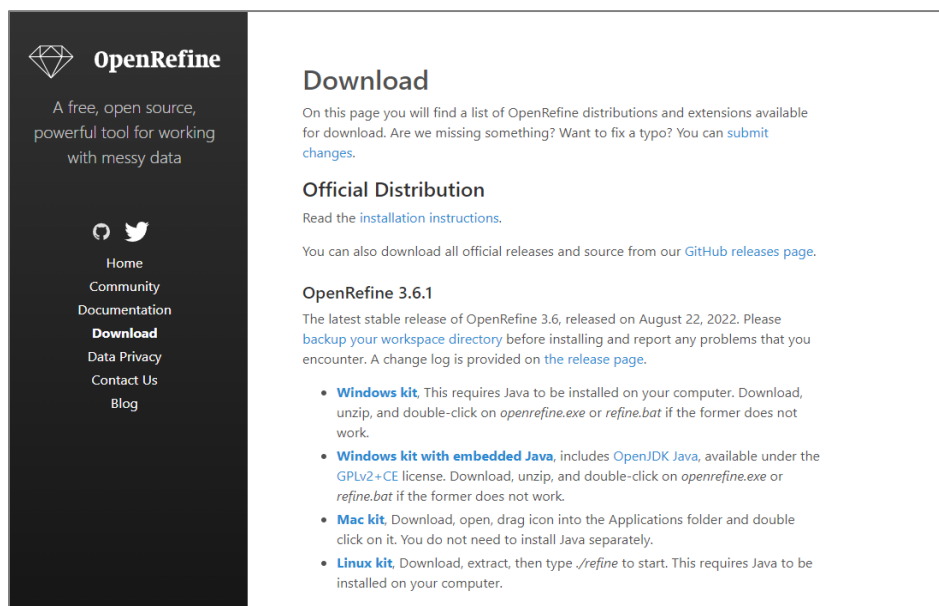 OpenRefine
A free, open source,
powerful tool for working
with messy data
Home
Community
Documentation
Download
Data Privacy
Contact Us
Blog
Download
On this page you will find a list of OpenRefine distributions and extensions available
for download. Are we missing something? Want to fix a typo? You can submit
changes.
Official Distribution
Read the installation instructions.
You can also download all official releases and source from our GitHub releases page.
OpenRefine 3.6.1
The latest stable release of OpenRefine 3.6, released on August 22, 2022. Please
backup your workspace directory before installing and report any problems that you
encounter. A change log is provided on the release page.
• Windows kit, This requires Java to be installed on your computer. Download,
unzip, and double-click on openrefine.exe or refine.bat if the former does not
work.
• Windows kit with embedded Java, includes OpenJDK Java, available under the
GPLv2+CE license. Download, unzip, and double-click on openrefine.exe or
refine.bat if the former does not work.
• Mac kit, Download, open, drag icon into the Applications folder and double
click on it. You do not need to install Java separately.
• Linux kit, Download, extract, then type ./refine to start. This requires Java to be
installed on your computer.